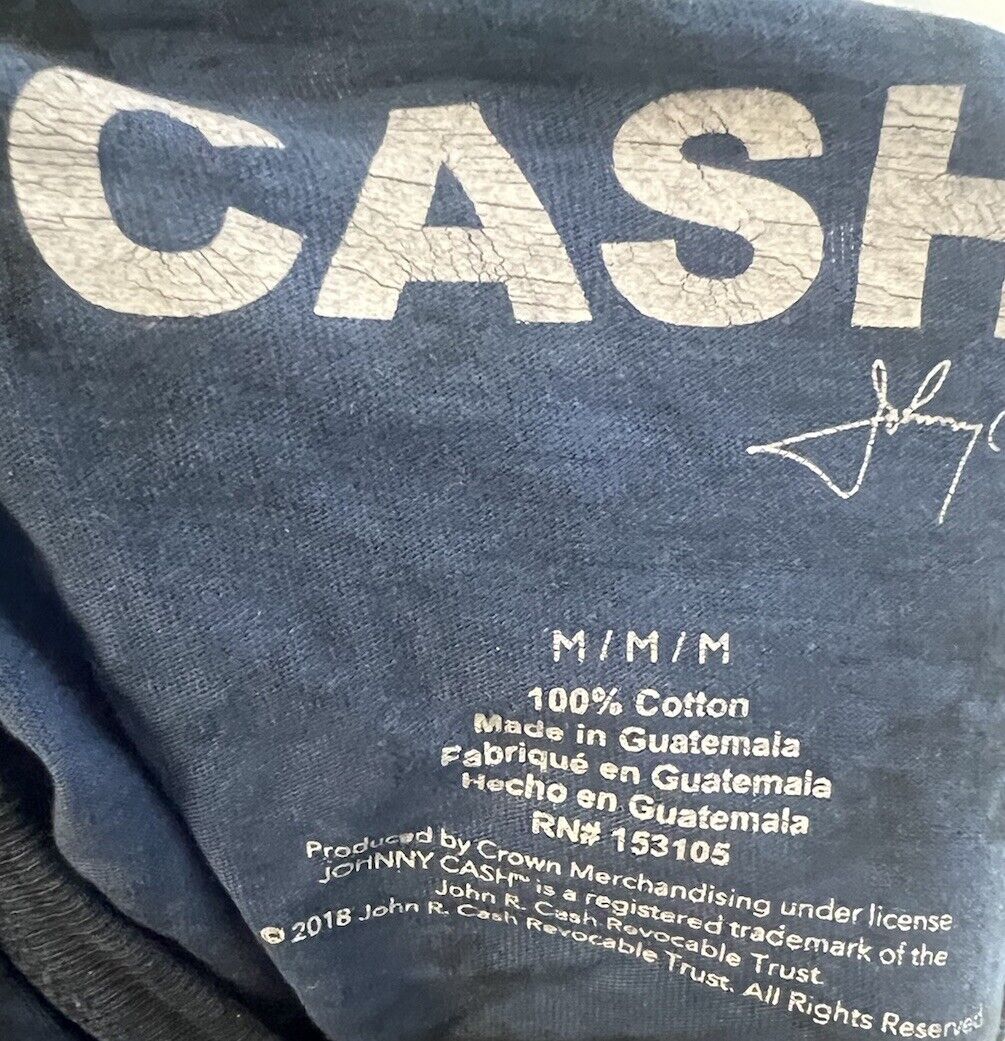 CASH
Johnny
M/M/M
100% Cotton
Made in Guatemala
Fabriqué en Guatemala
Hecho en Guatemala
RN# 153105
Produced by Crown Merchandising under license
JOHNNY CASH™ is a registered trademark of the
John R. Cash Revocable Trust
© 2018 John R. Cash Revocable Trust. All Rights Reserved